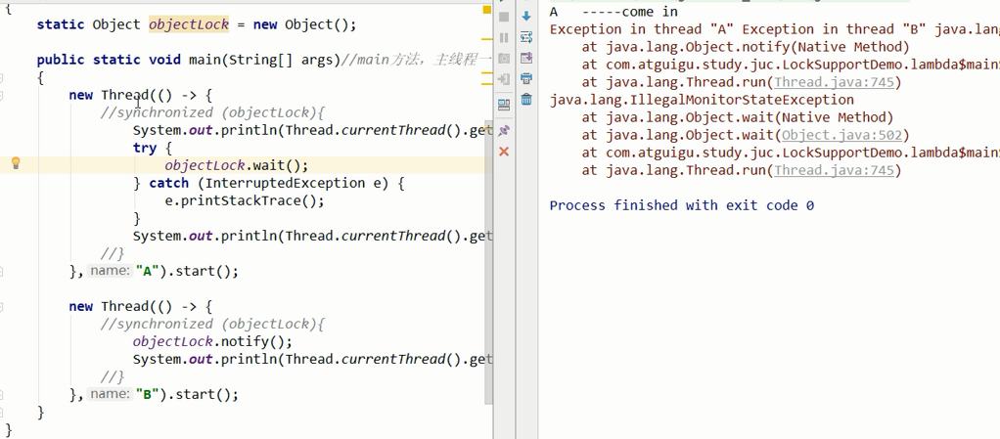 {
static Object objectLock = new Object();
public static void main(String[] args)//main方法，主线程一
{
new Thread(() -> {
//synchronized (objectLock){
System.out.println(Thread.currentThread().get
try {
objectLock.wait();
} catch (InterruptedException e) {
e.printStackTrace();
}
System.out.println(Thread.currentThread().get
//}
}, name: "A").start();
new Thread(() -> {
//synchronized (objectLock){
objectLock.notify();
System.out.println(Thread.currentThread().get
//}
}, name: "B").start();
}
}
A -----come in
Exception in thread "A" Exception in thread "B" java.lang
at java.lang.Object.notify(Native Method)
at com.atguigu.study.juc.LockSupportDemo.lambda$main$
at java.lang.Thread.run(Thread.java:745)
java.lang.IllegalMonitorStateException
at java.lang.Object.wait(Native Method)
at java.lang.Object.wait(Object.java:502)
at com.atguigu.study.juc.LockSupportDemo.lambda$main$
at java.lang.Thread.run(Thread.java:745)
Process finished with exit code 0